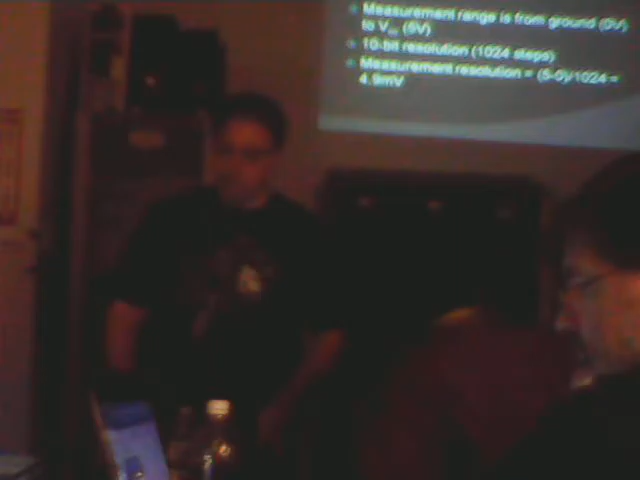 Measurement range is from ground (0V)
to V (5V)
10-bit resolution (1024 steps)
Measurement resolution = (5-0)/1024 =
4.9mV